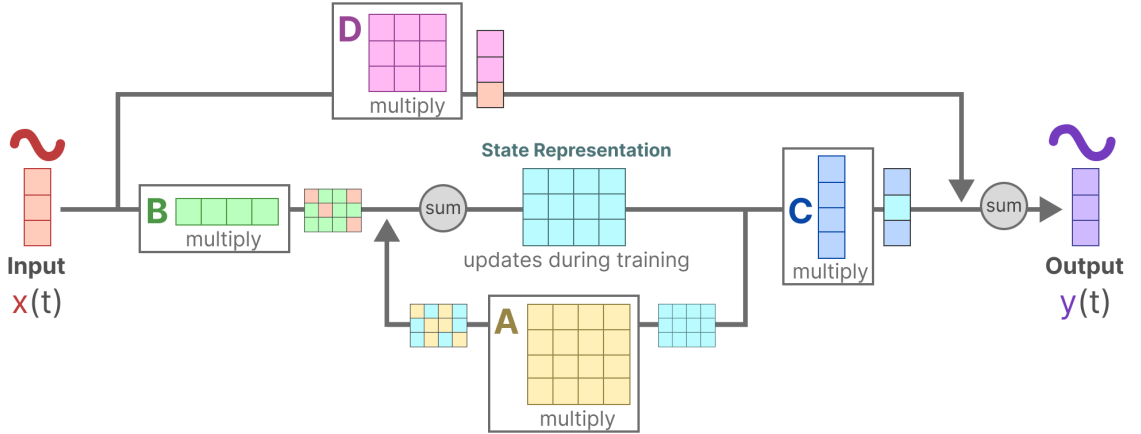 D
multiply
State Representation
B
multiply
sum
updates during training
C
multiply
sum
Input
x(t)
Output
y(t)
A
multiply